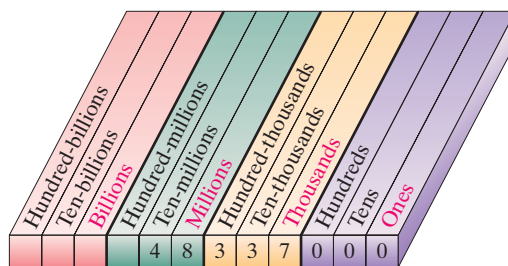 Hundred-billions
Ten-billions
Billions
Hundred-millions
Ten-millions
Millions
Hundred-thousands
Ten-thousands
Thousands
Hundreds
Tens
Ones
4 8 3 3 7 0 0 0